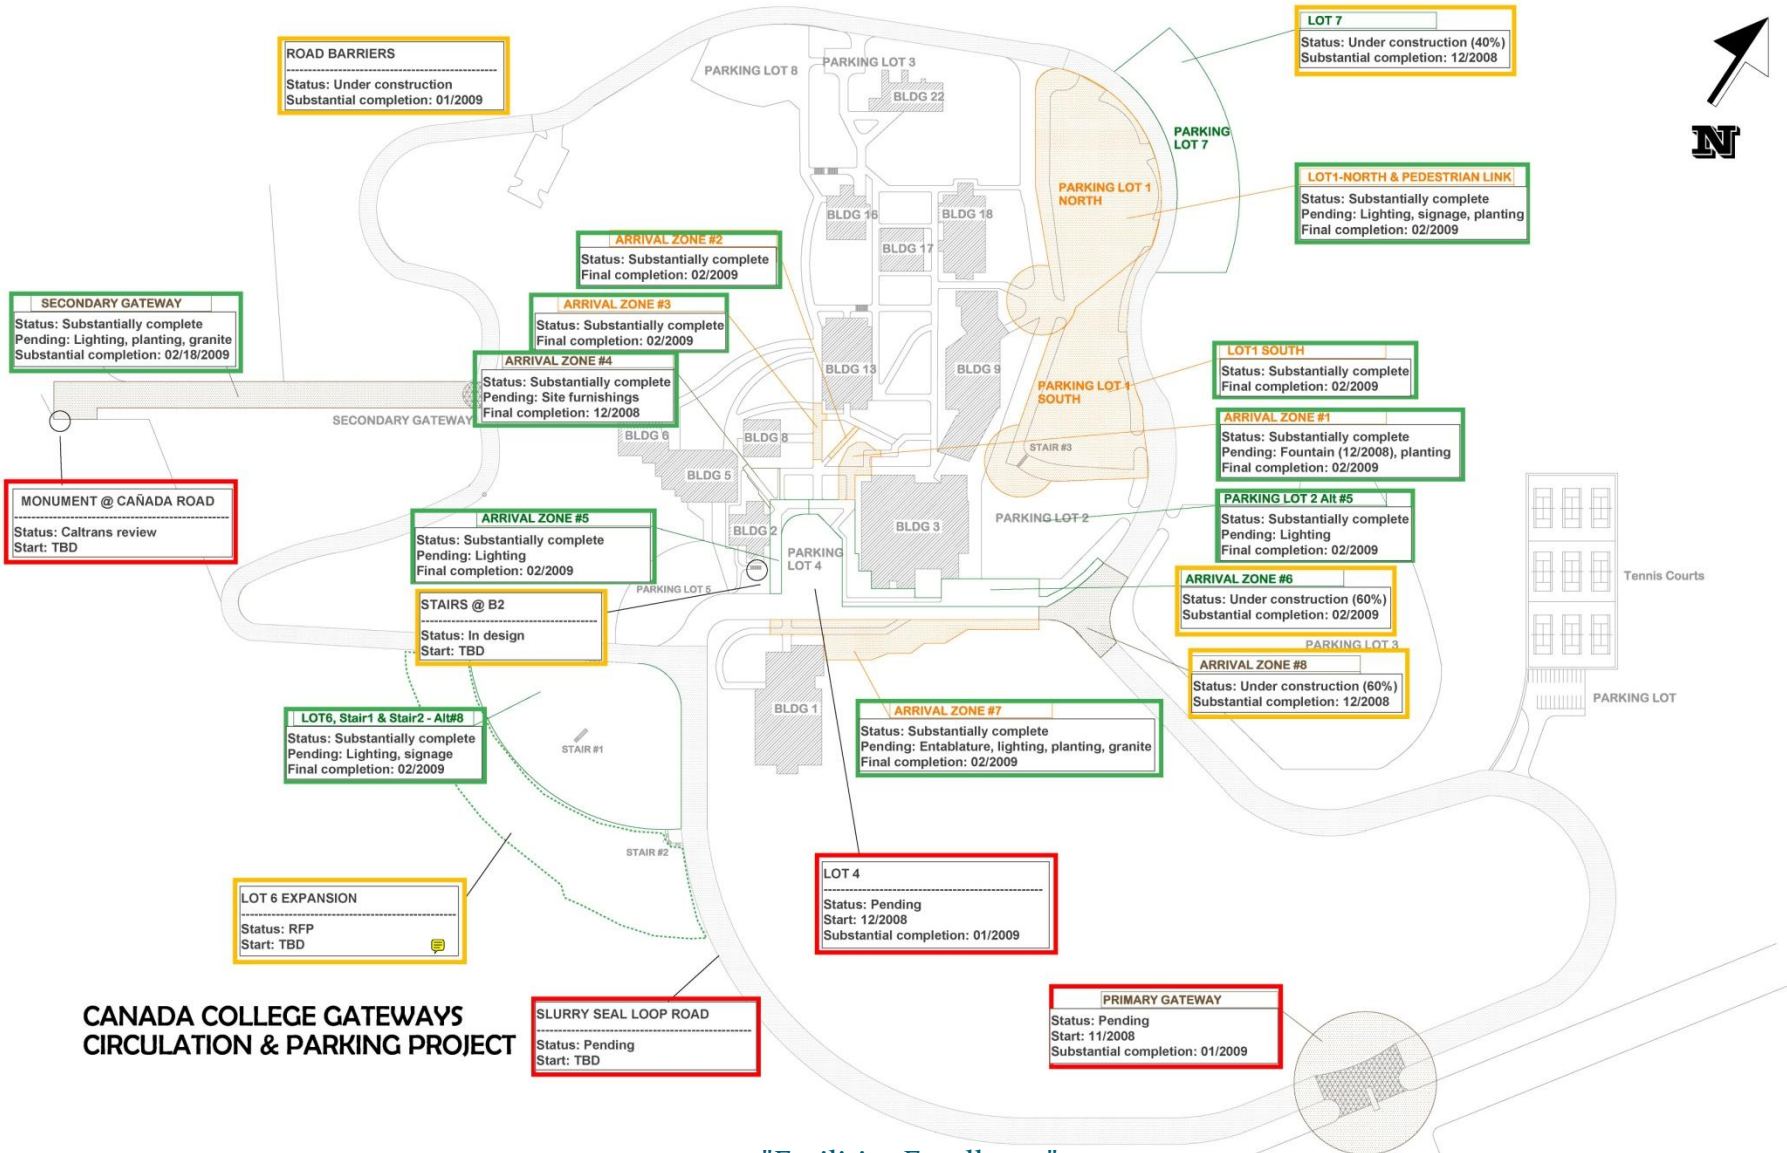 LOT 7
Status: Under construction (40%)
Substantial completion: 12/2008
ROAD BARRIERS
Status: Under construction
Substantial completion: 01/2009
PARKING LOT 8
PARKING LOT 3
BLDG 22
N
PARKING
LOT 7
LOT1-NORTH & PEDESTRIAN LINK
Status: Substantially complete
Pending: Lighting, signage, planting
Final completion: 02/2009
PARKING LOT 1
NORTH
BLDG 16
BLDG 18
BLDG 17
ARRIVAL ZONE #2
Status: Substantially complete
Final completion: 02/2009
SECONDARY GATEWAY
Status: Substantially complete
Pending: Lighting, planting, granite
Substantial completion: 02/18/2009
ARRIVAL ZONE #3
Status: Substantially complete
Final completion: 02/2009
ARRIVAL ZONE #4
Status: Substantially complete
Pending: Site furnishings
Final completion: 12/2008
BLDG 13
BLDG 9
LOT1 SOUTH
Status: Substantially complete
Final completion: 02/2009
PARKING LOT 1
SOUTH
SECONDARY GATEWAY
BLDG 6
BLDG 8
STAIR #3
ARRIVAL ZONE #1
Status: Substantially complete
Pending: Fountain (12/2008), planting
Final completion: 02/2009
BLDG 5
MONUMENT @ CAÑADA ROAD
Status: Caltrans review
Start: TBD
ARRIVAL ZONE #5
Status: Substantially complete
Pending: Lighting
Final completion: 02/2009
BLDG 2
PARKING
LOT 4
BLDG 3
PARKING LOT 2
PARKING LOT 2 Alt #5
Status: Substantially complete
Pending: Lighting
Final completion: 02/2009
Tennis Courts
PARKING LOT 5
ARRIVAL ZONE #6
Status: Under construction (60%)
Substantial completion: 02/2009
STAIRS @ B2
Status: In design
Start: TBD
PARKING LOT 3
ARRIVAL ZONE #8
Status: Under construction (60%)
Substantial completion: 12/2008
PARKING LOT
BLDG 1
LOT6, Stair1 & Stair2 - Alt#8
Status: Substantially complete
Pending: Lighting, signage
Final completion: 02/2009
STAIR #1
ARRIVAL ZONE #7
Status: Substantially complete
Pending: Entablature, lighting, planting, granite
Final completion: 02/2009
STAIR #2
LOT 4
Status: Pending
Start: 12/2008
Substantial completion: 01/2009
LOT 6 EXPANSION
Status: RFP
Start: TBD
CANADA COLLEGE GATEWAYS
CIRCULATION & PARKING PROJECT
SLURRY SEAL LOOP ROAD
Status: Pending
Start: TBD
PRIMARY GATEWAY
Status: Pending
Start: 11/2008
Substantial completion: 01/2009